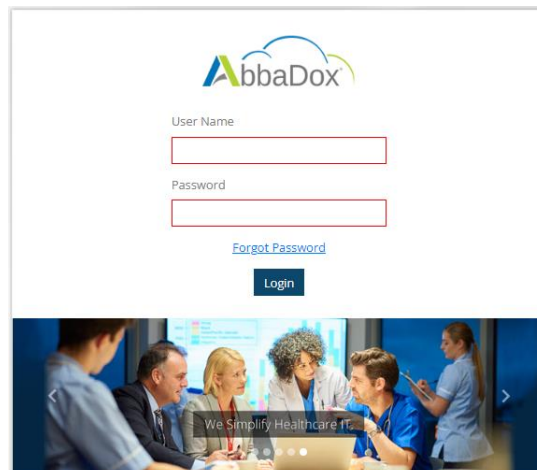 AbbaDox
User Name
Password
Forgot Password
Login
We Simplify Healthcare IT.